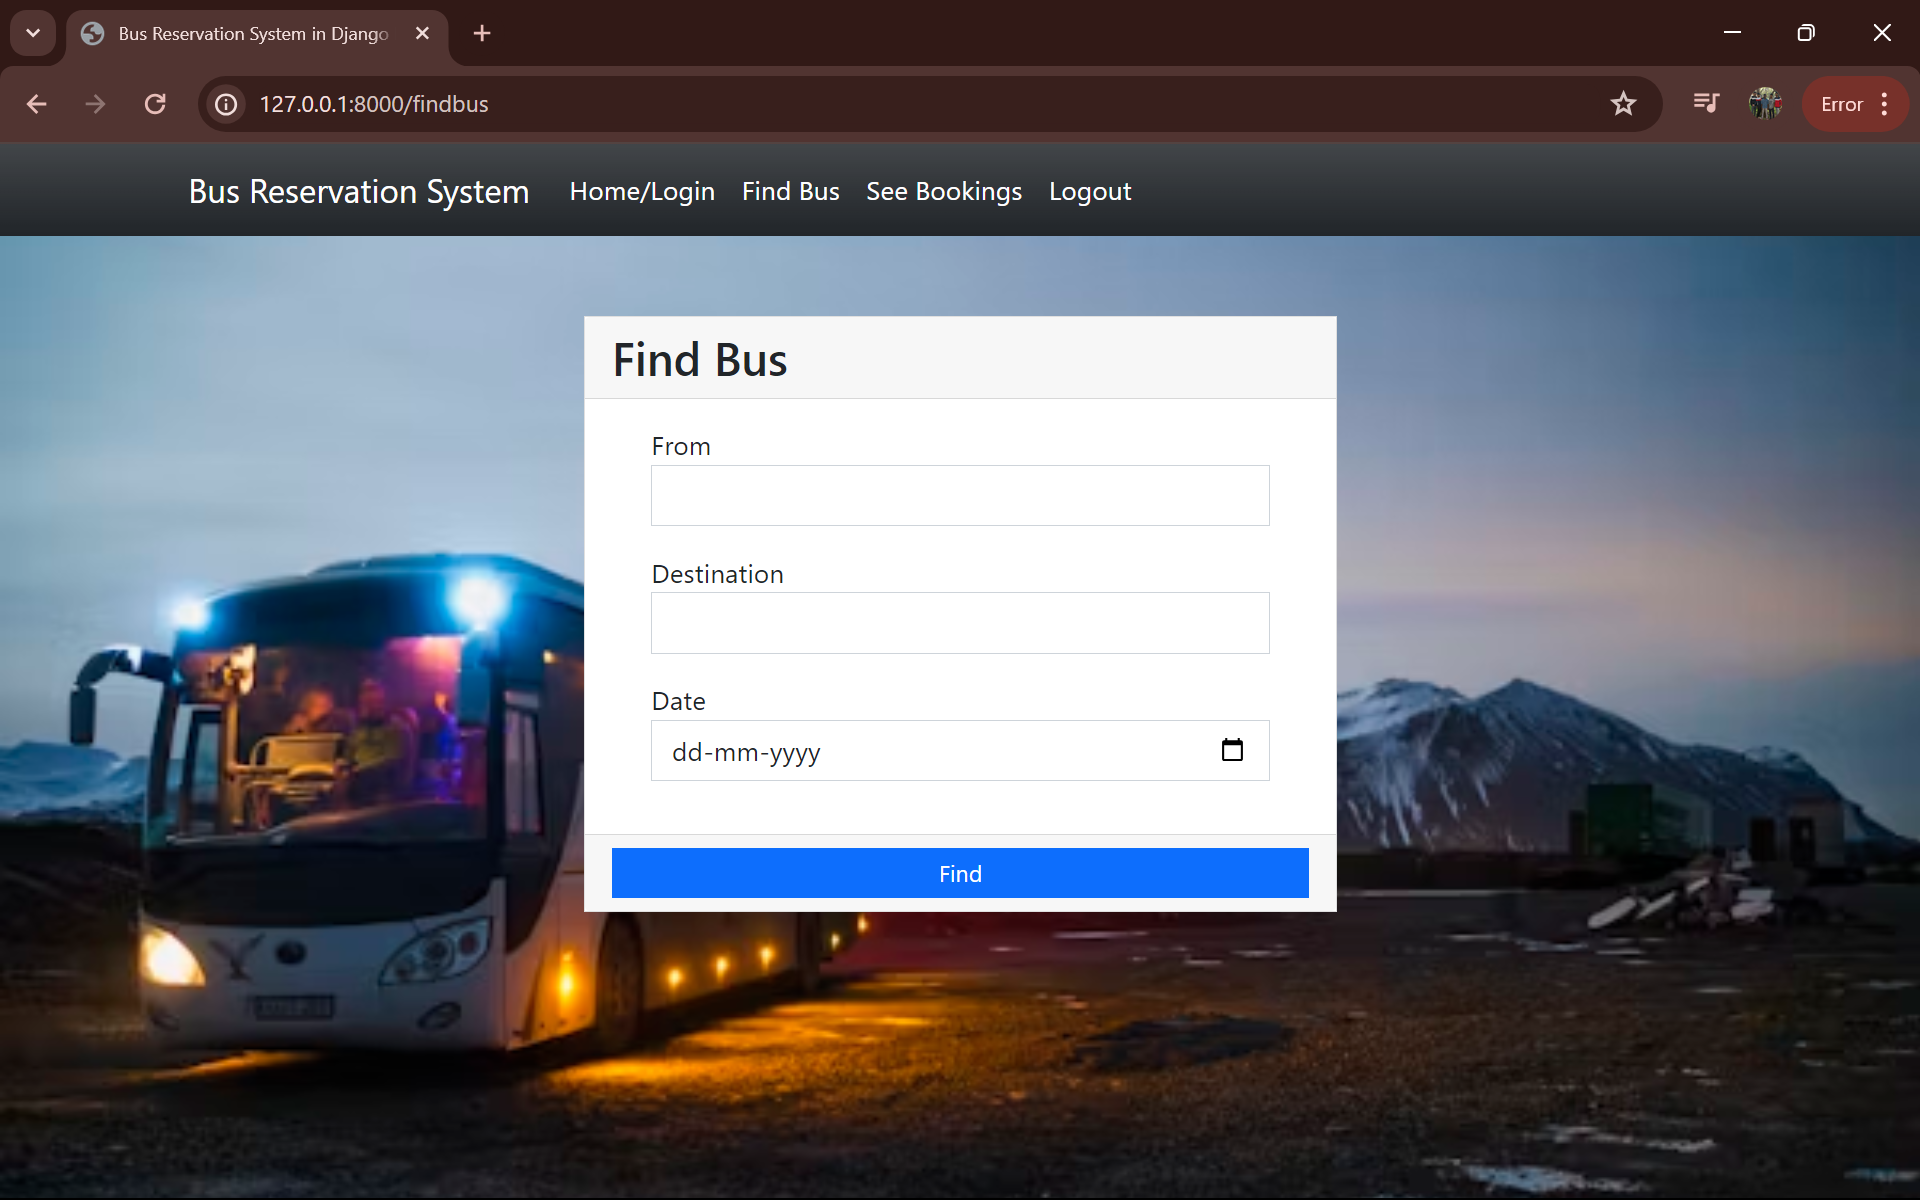 Bus Reservation System in Django
127.0.0.1:8000/findbus
Error
Bus Reservation System Home/Login Find Bus See Bookings Logout
Find Bus
From
Destination
Date
dd-mm-yyyy
Find